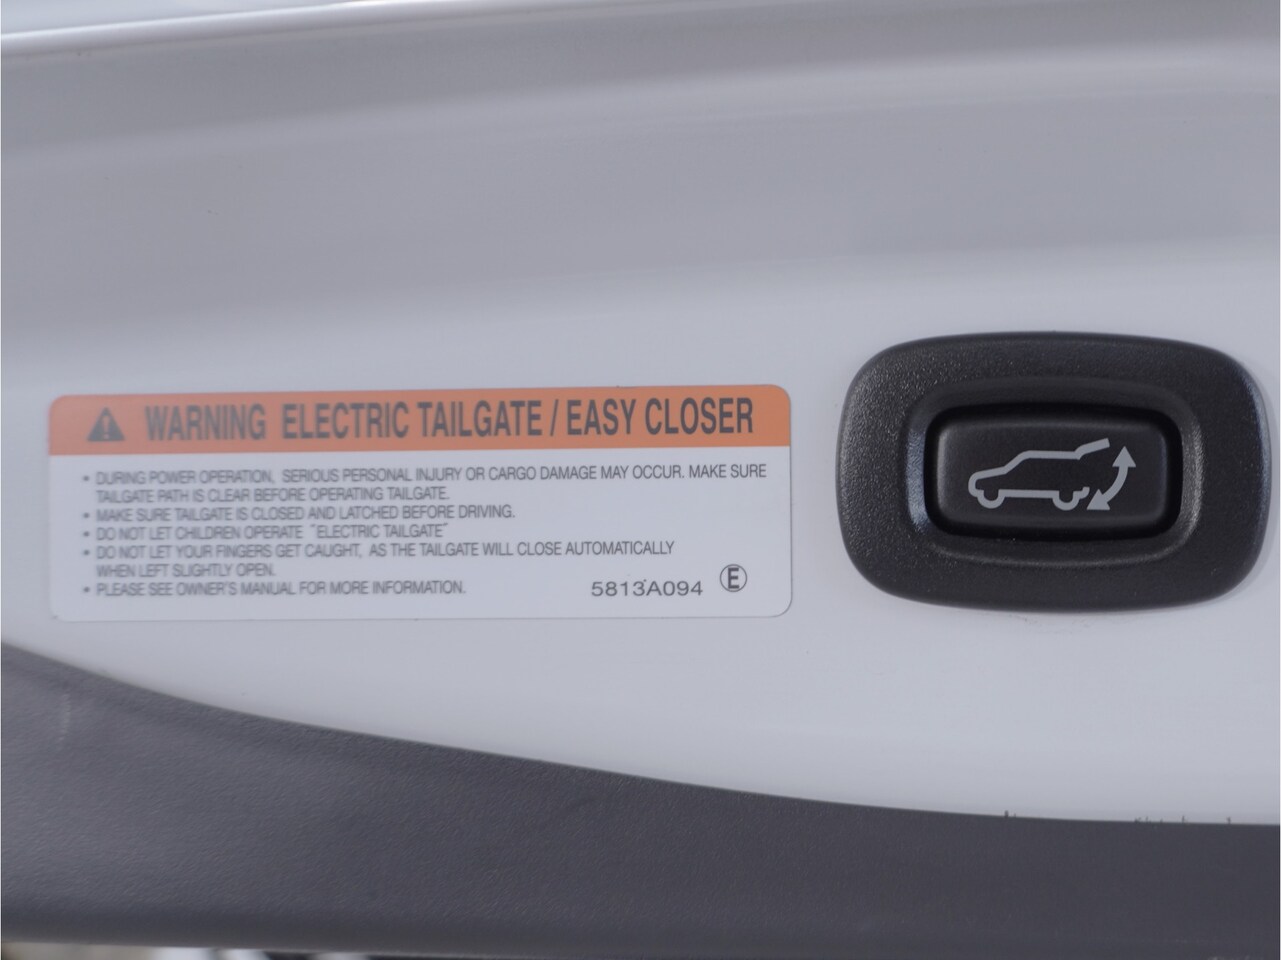 WARNING ELECTRIC TAILGATE / EASY CLOSER
• DURING POWER OPERATION, SERIOUS PERSONAL INJURY OR CARGO DAMAGE MAY OCCUR. MAKE SURE
TAILGATE PATH IS CLEAR BEFORE OPERATING TAILGATE.
• MAKE SURE TAILGATE IS CLOSED AND LATCHED BEFORE DRIVING.
• DO NOT LET CHILDREN OPERATE "ELECTRIC TAILGATE"
• DO NOT LET YOUR FINGERS GET CAUGHT, AS THE TAILGATE WILL CLOSE AUTOMATICALLY
WHEN LEFT SLIGHTLY OPEN.
• PLEASE SEE OWNER'S MANUAL FOR MORE INFORMATION.
5813A094 Ⓔ